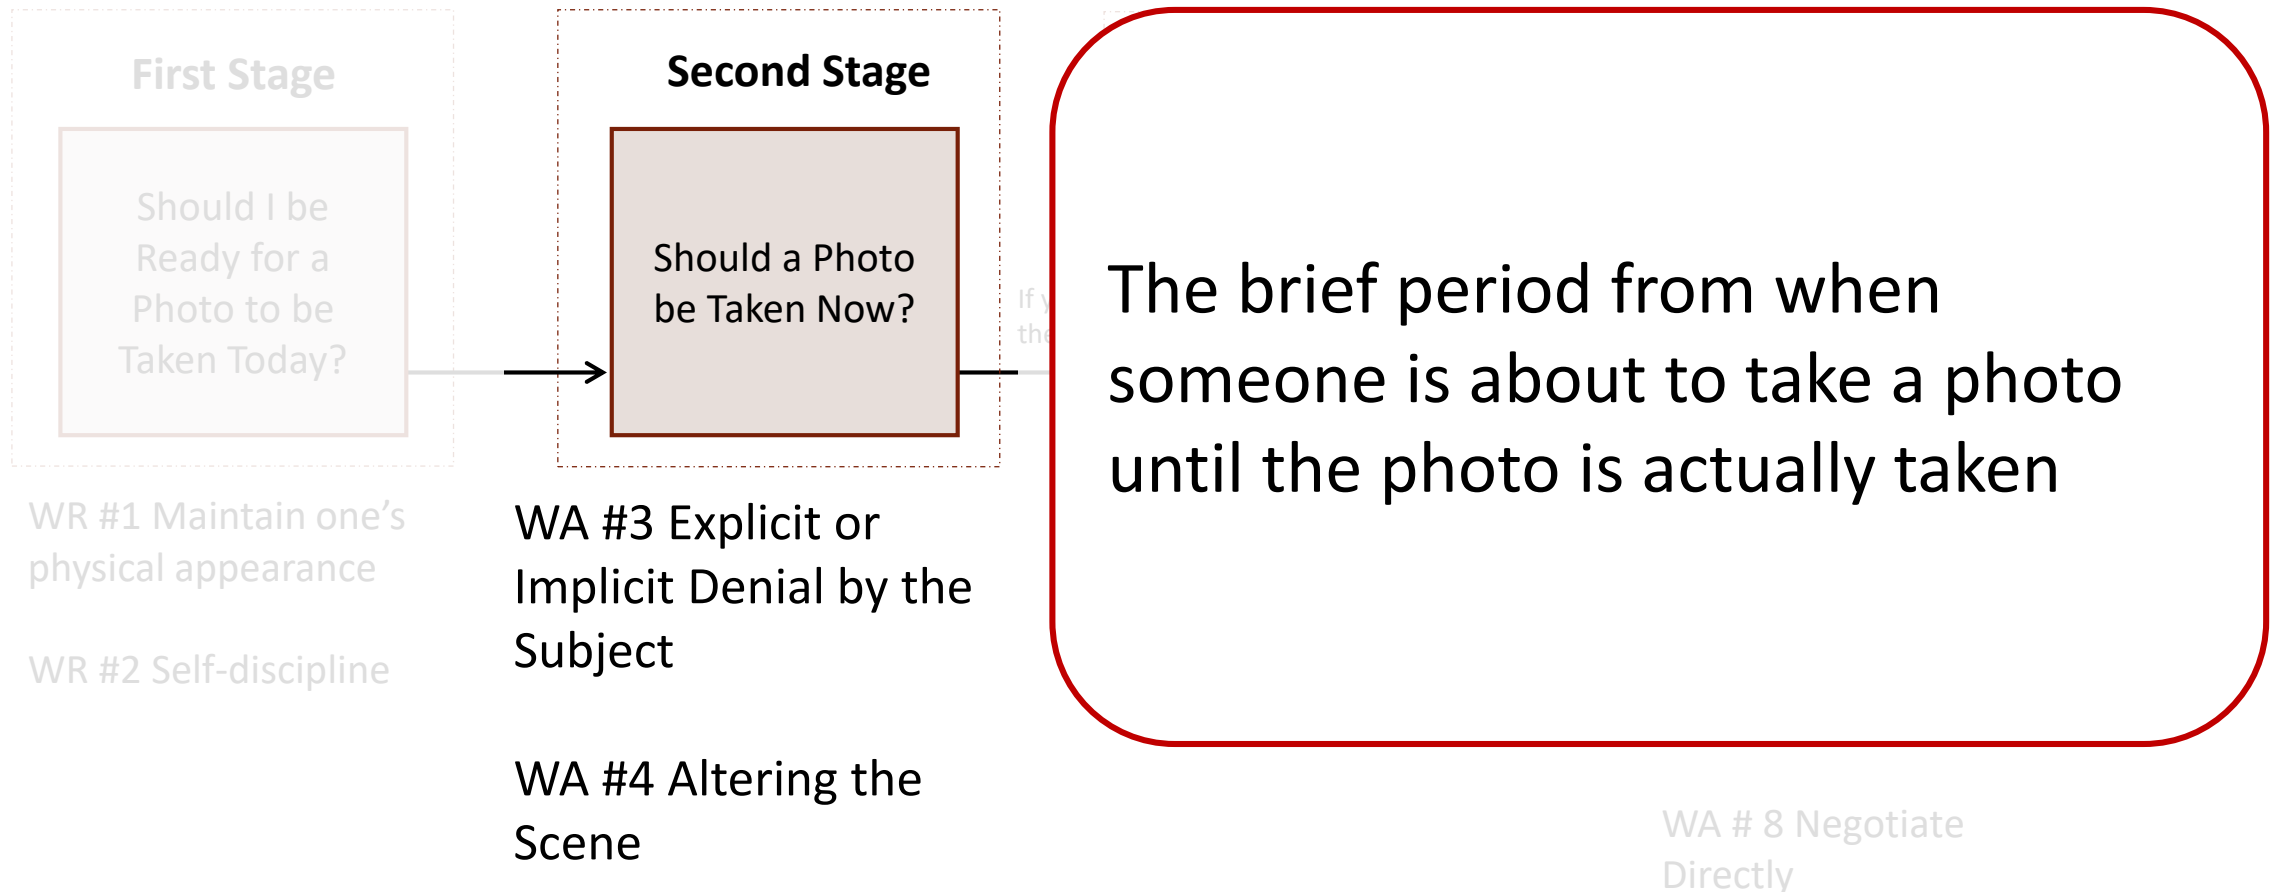 First Stage
Should I be
Ready for a
Photo to be
Taken Today?
WR #1 Maintain one’s
physical appearance
WR #2 Self-discipline
Second Stage
Should a Photo
be Taken Now?
WA #3 Explicit or
Implicit Denial by the
Subject
WA #4 Altering the
Scene
If
The brief period from when
someone is about to take a photo
until the photo is actually taken
WA # 8 Negotiate
Directly